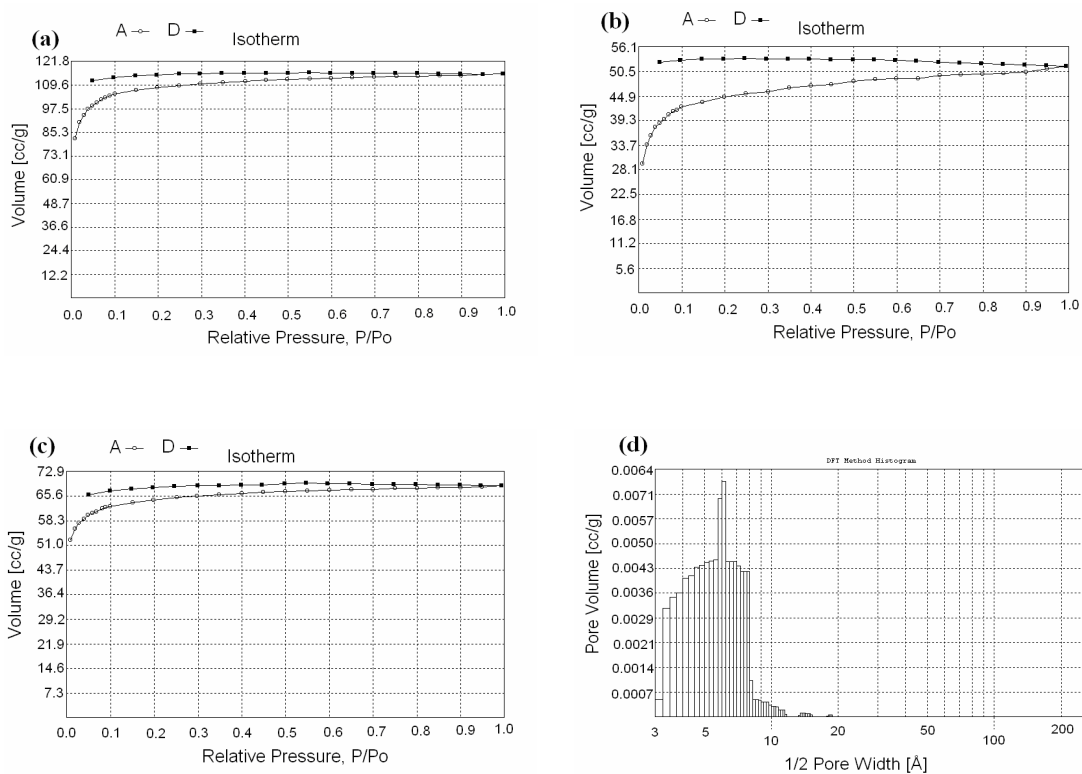 (a)
A D
Isotherm
121.8
109.6
97.5
85.3
73.1
60.9
48.7
36.6
24.4
12.2
Volume [cc/g]
0.0 0.1 0.2 0.3 0.4 0.5 0.6 0.7 0.8 0.9 1.0
Relative Pressure, P/Po
(b)
A D
Isotherm
56.1
50.5
44.9
39.3
33.7
28.1
22.5
16.8
11.2
5.6
Volume [cc/g]
0.0 0.1 0.2 0.3 0.4 0.5 0.6 0.7 0.8 0.9 1.0
Relative Pressure, P/Po
(c)
A D
Isotherm
72.9
65.6
58.3
51.0
43.7
36.4
29.2
21.9
14.6
7.3
Volume [cc/g]
0.0 0.1 0.2 0.3 0.4 0.5 0.6 0.7 0.8 0.9 1.0
Relative Pressure, P/Po
(d)
DFT Method Histogram
0.0064
0.0071
0.0057
0.0050
0.0043
0.0036
0.0029
0.0021
0.0014
0.0007
Pore Volume [cc/g]
3 5 10 20 50 100 200
1/2 Pore Width [Å]